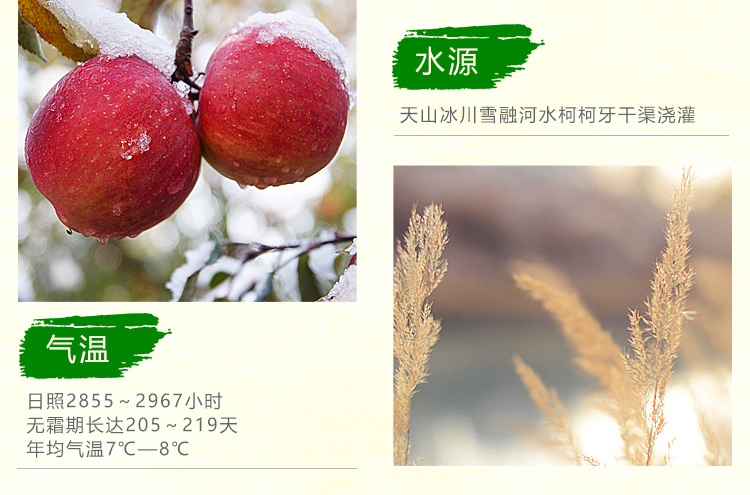 水源
天山冰川雪融河水柯柯牙干渠浇灌
气温
日照2855～2967小时
无霜期长达205～219天
年均气温7℃—8℃